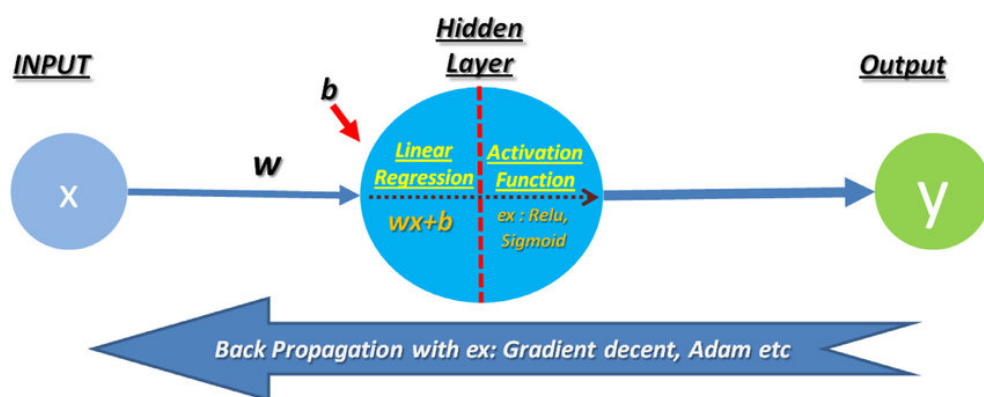 Hidden
Layer
INPUT
Output
b
x
w
Linear
Regression
wx+b
Activation
Function
ex : Relu,
Sigmoid
y
Back Propagation with ex: Gradient decent, Adam etc